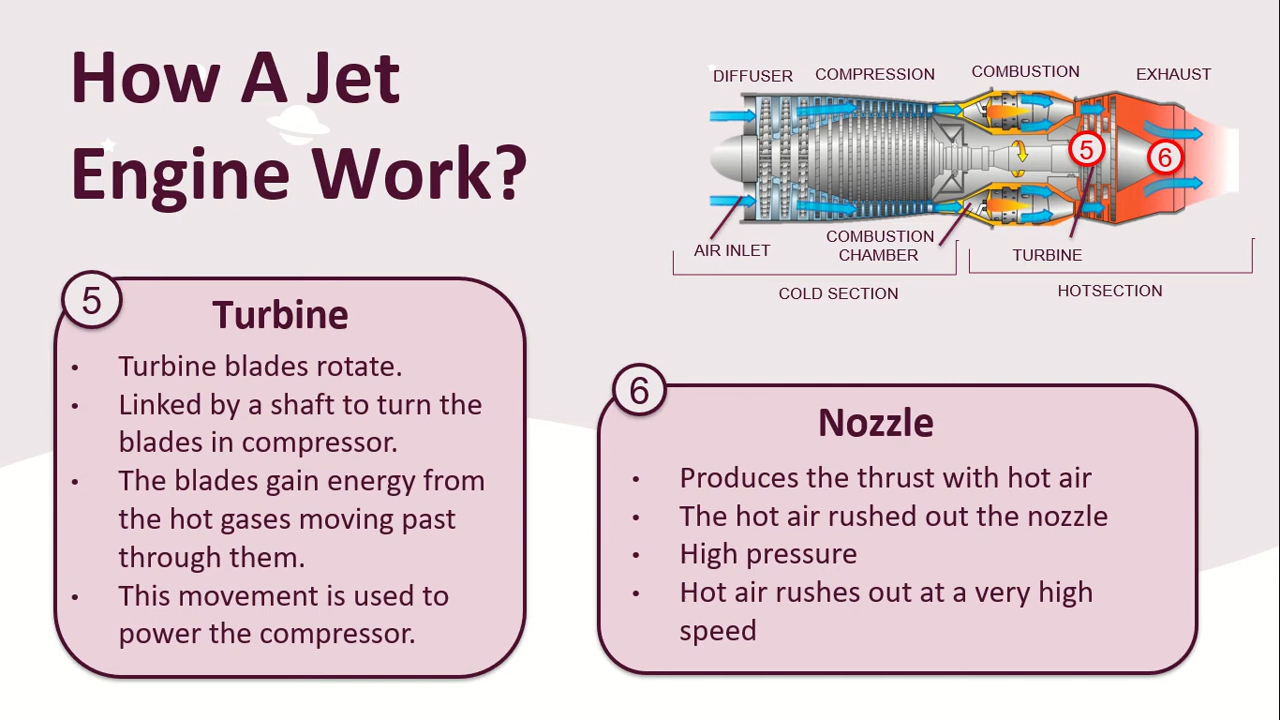 How A Jet
Engine Work?
DIFFUSER COMPRESSION COMBUSTION EXHAUST
5
6
AIR INLET
COMBUSTION
CHAMBER
TURBINE
COLD SECTION
HOTSECTION
5
Turbine
• Turbine blades rotate.
• Linked by a shaft to turn the
blades in compressor.
• The blades gain energy from
the hot gases moving past
through them.
• This movement is used to
power the compressor.
6
Nozzle
• Produces the thrust with hot air
• The hot air rushed out the nozzle
• High pressure
• Hot air rushes out at a very high
speed